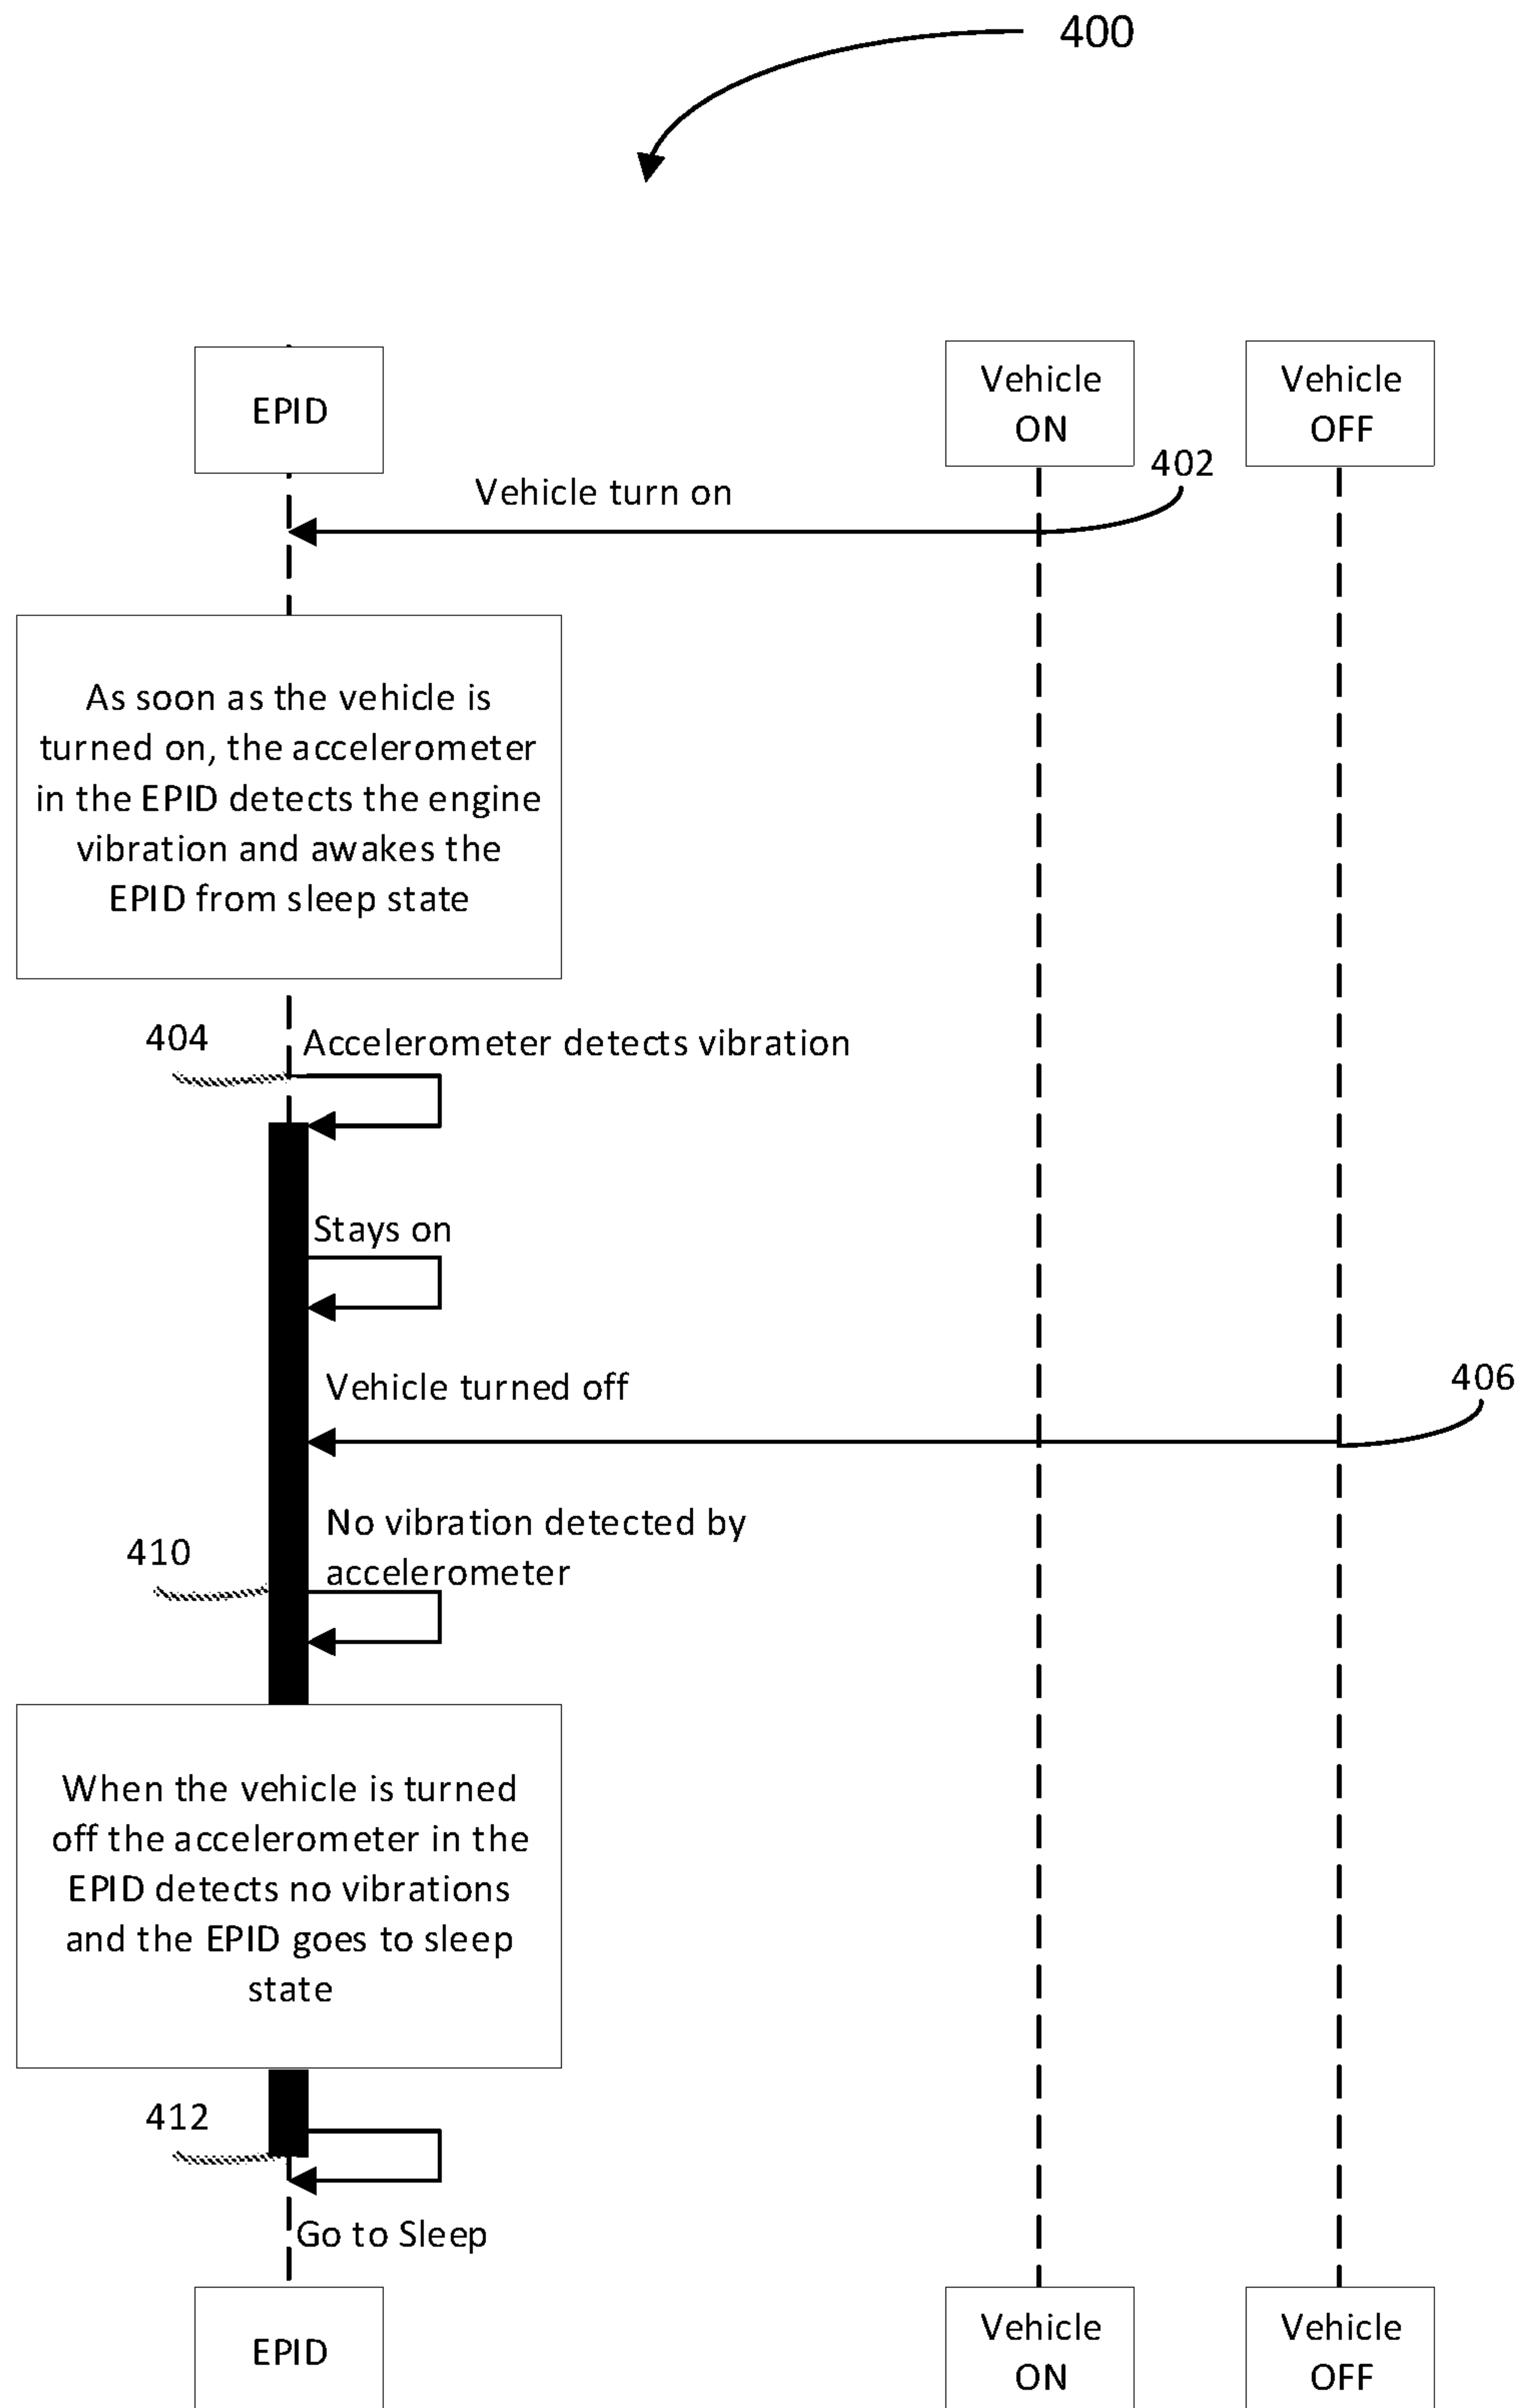 400
EPID
Vehicle
ON
Vehicle
OFF
402
Vehicle turn on
As soon as the vehicle is
turned on, the accelerometer
in the EPID detects the engine
vibration and awakes the
EPID from sleep state
404
Accelerometer detects vibration
Stays on
Vehicle turned off
406
No vibration detected by
accelerometer
410
When the vehicle is turned
off the accelerometer in the
EPID detects no vibrations
and the EPID goes to sleep
state
412
Go to Sleep
EPID
Vehicle
ON
Vehicle
OFF